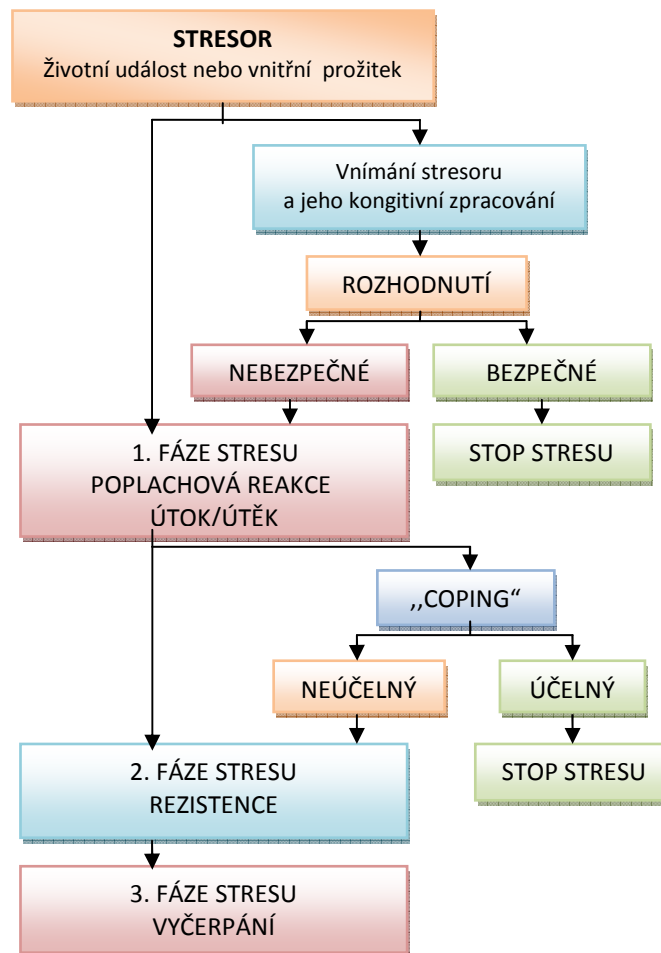 STRESOR
Životní událost nebo vnitřní prožitek
Vnímání stresoru
a jeho kongitivní zpracování
ROZHODNUTÍ
NEBEZPEČNÉ
BEZPEČNÉ
1. FÁZE STRESU
POPLACHOVÁ REAKCE
ÚTOK/ÚTĚK
STOP STRESU
,,COPING“
NEÚČELNÝ
ÚČELNÝ
2. FÁZE STRESU
REZISTENCE
STOP STRESU
3. FÁZE STRESU
VYČERPÁNÍ